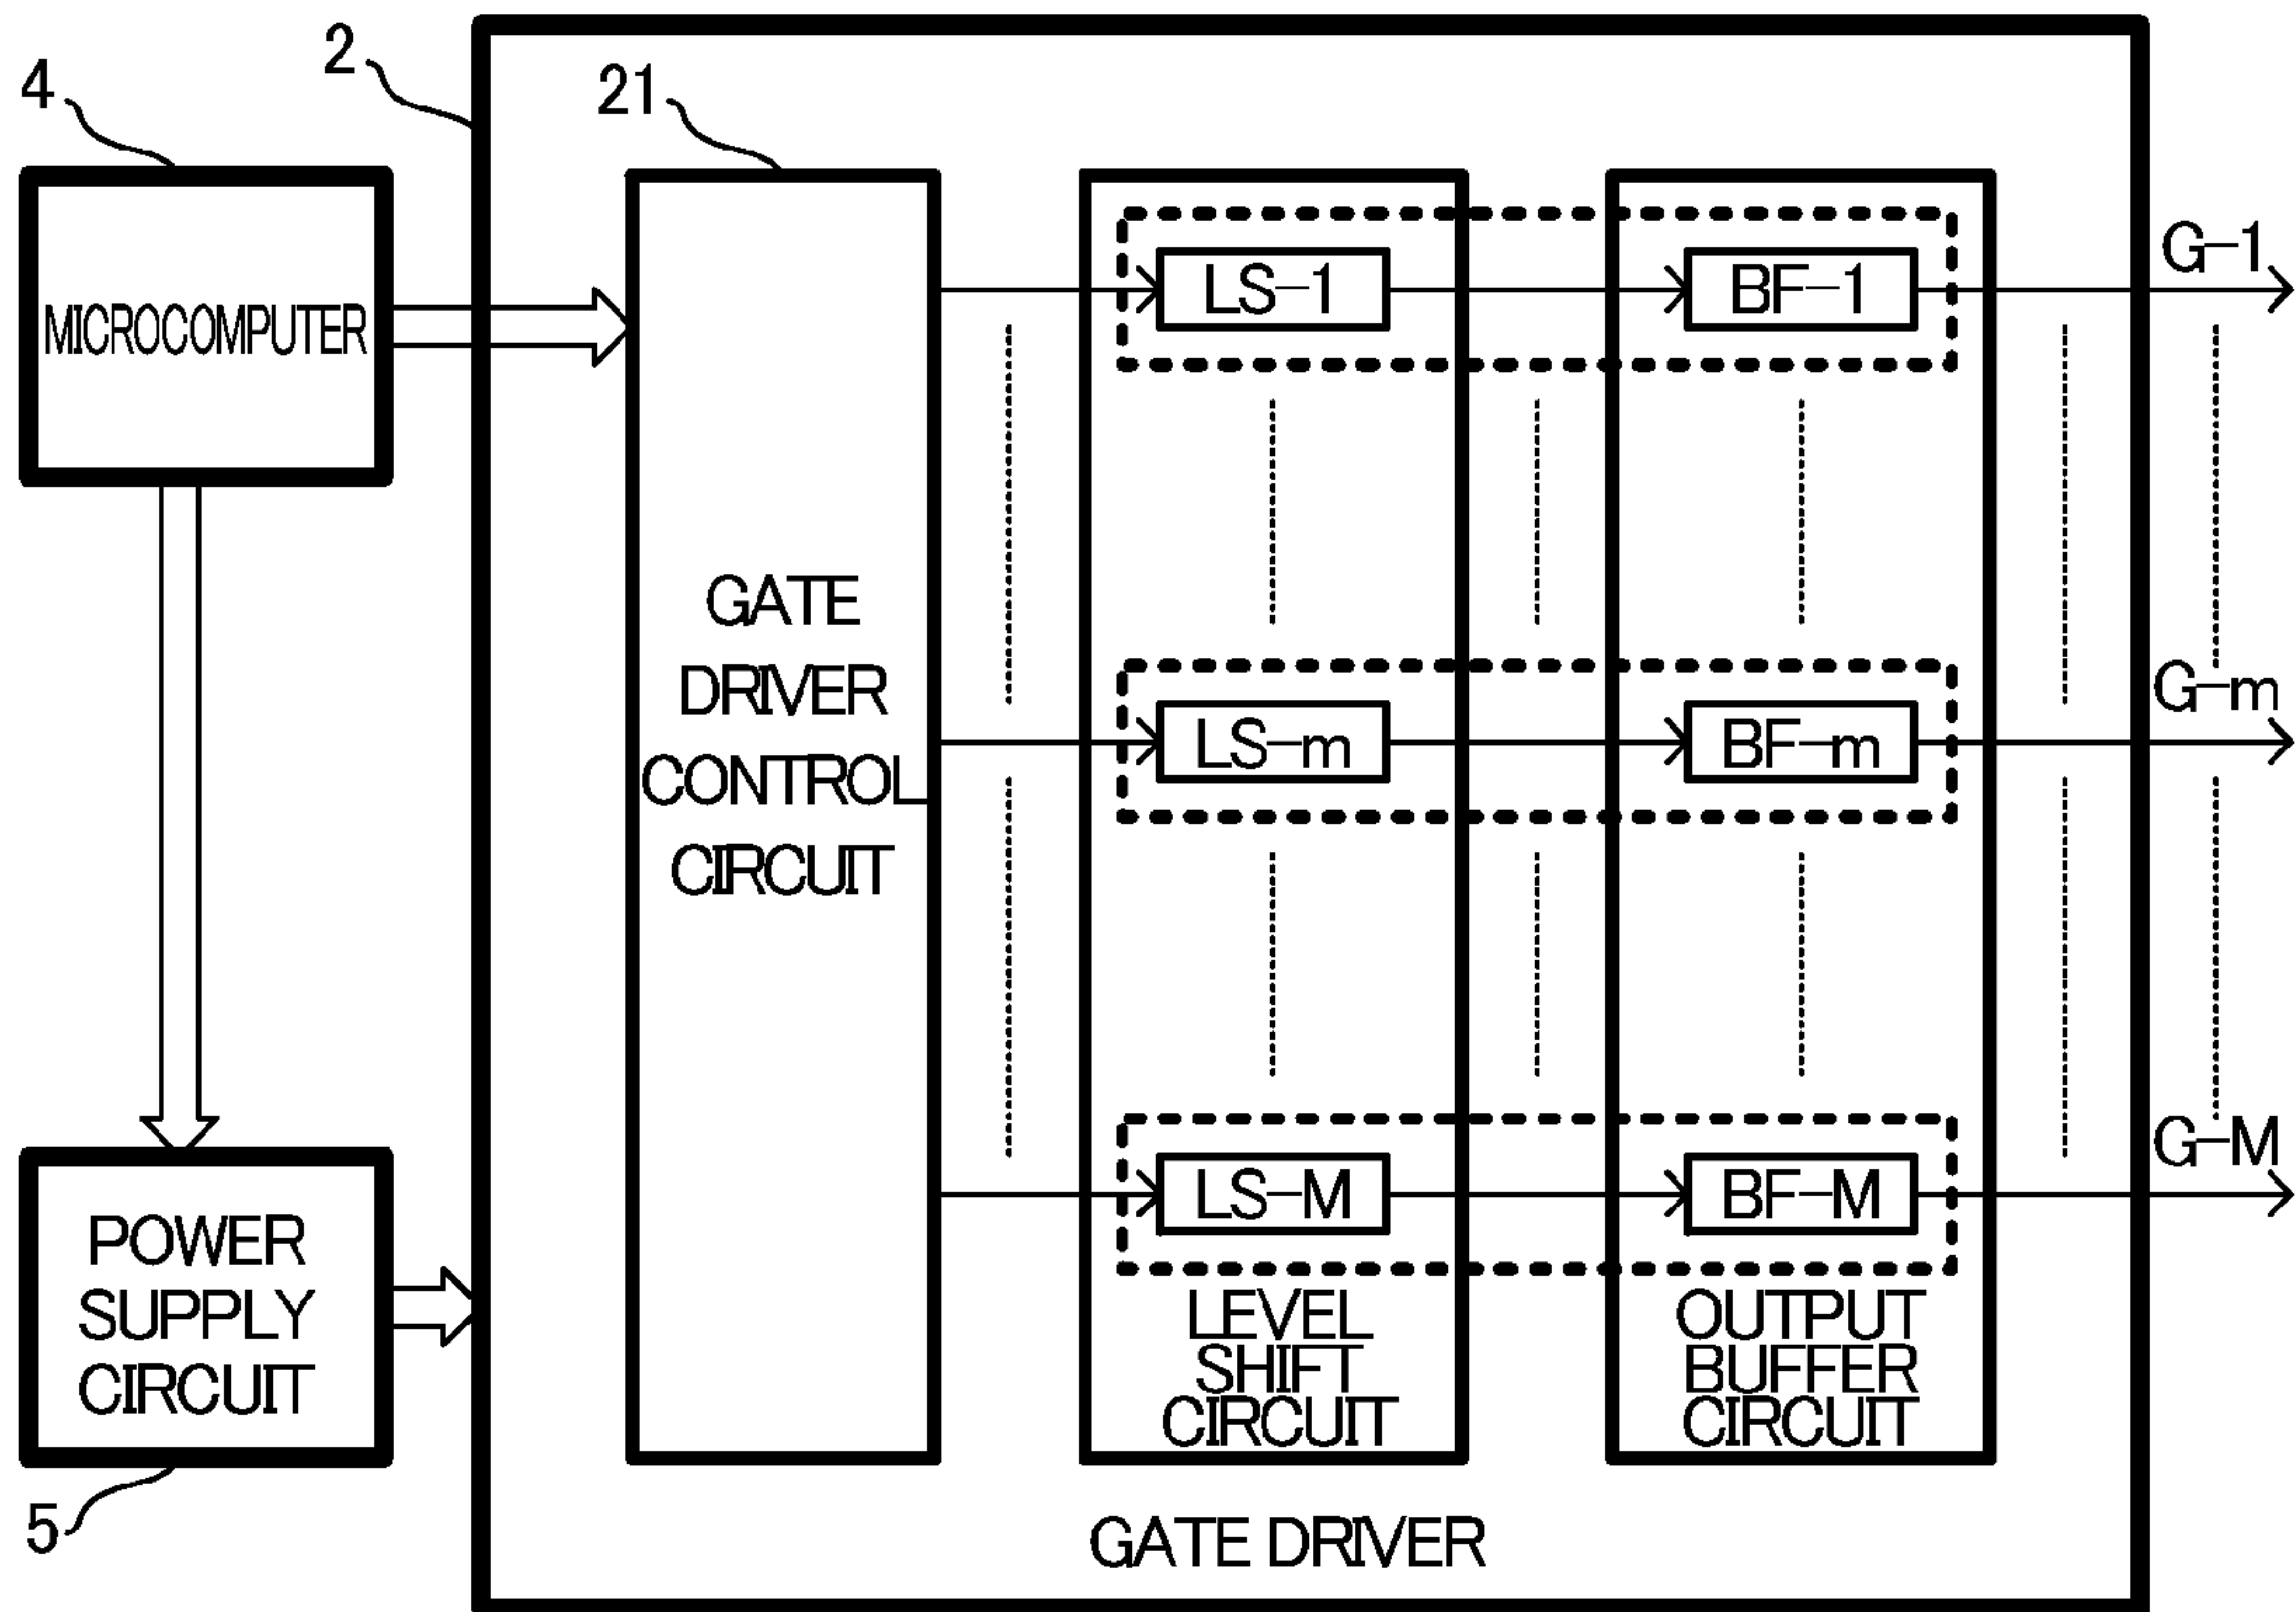 2
4
21
MICROCOMPUTER
LS-1
BF-1
G-1
GATE
DRIVER
CONTROL
CIRCUIT
LS-m
BF-m
G-m
LS-M
BF-M
G-M
POWER
SUPPLY
CIRCUIT
5
LEVEL
SHIFT
CIRCUIT
OUTPUT
BUFFER
CIRCUIT
GATE DRIVER